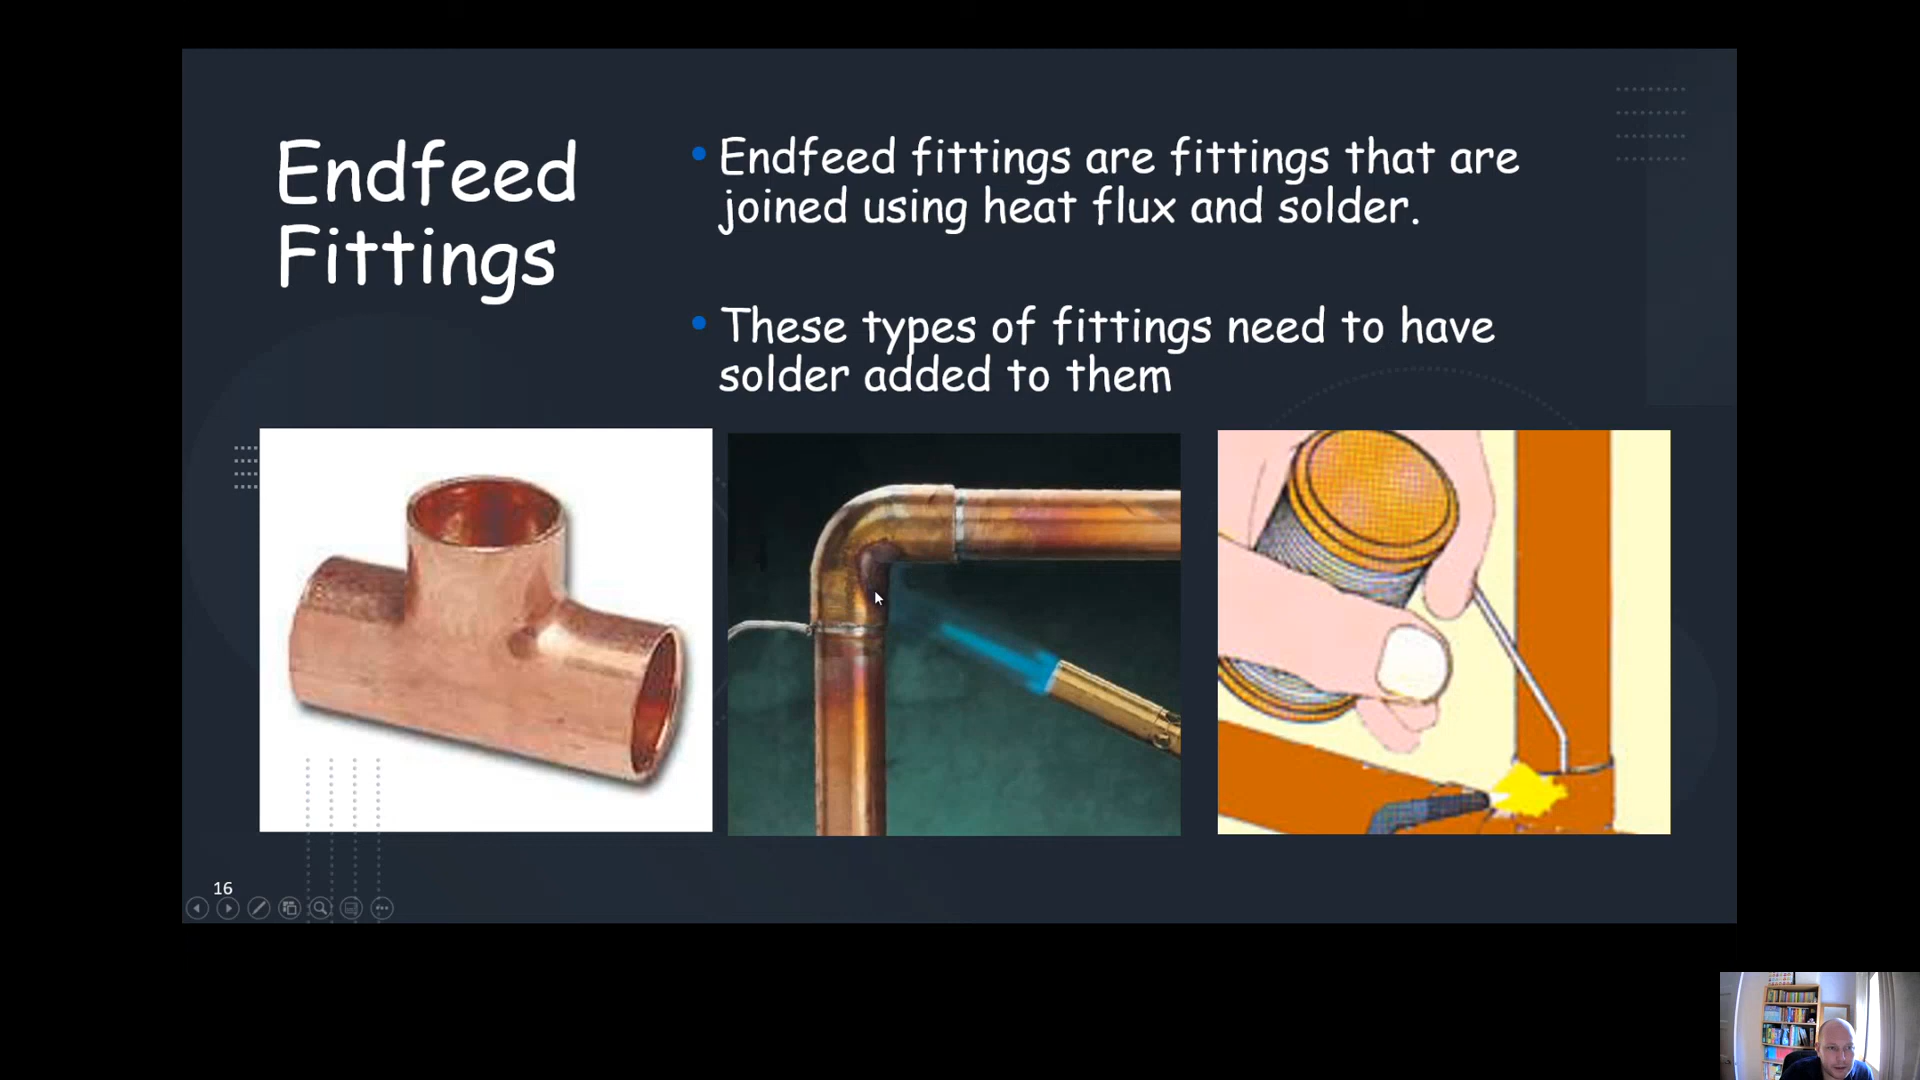 Endfeed
Fittings
• Endfeed fittings are fittings that are
joined using heat flux and solder.
• These types of fittings need to have
solder added to them
16